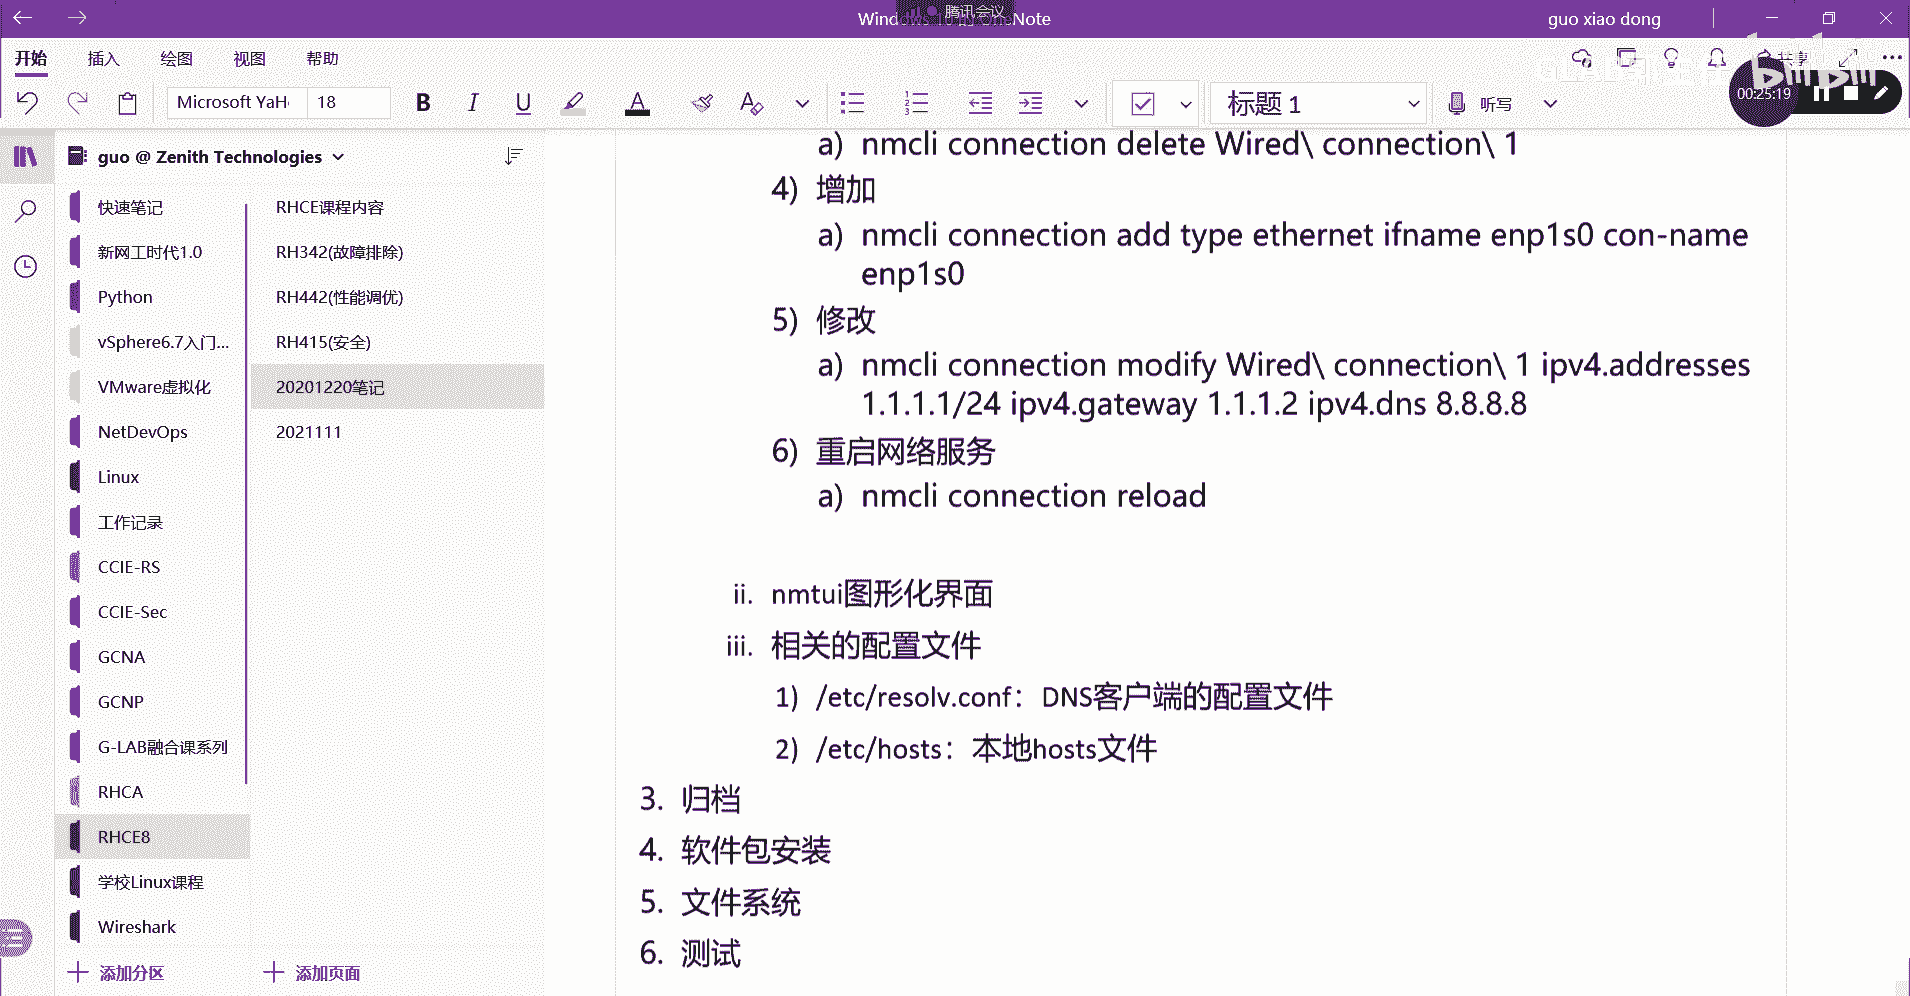 腾讯会议
guo xiao dong
开始 插入 绘图 视图 帮助
共享
Microsoft YaHe 18 B I U A 标题 1 听写
00:25:19
bilibili
guo @ Zenith Technologies
快速笔记
新网工时代1.0
Python
vSphere6.7入门...
VMware虚拟化
NetDevOps
Linux
工作记录
CCIE-RS
CCIE-Sec
GCNA
GCNP
G-LAB融合课系列
RHCA
RHCE8
学校Linux课程
Wireshark
添加分区
RHCE课程内容
RH342(故障排除)
RH442(性能调优)
RH415(安全)
20201220笔记
2021111
添加页面
a) nmcli connection delete Wired\ connection\ 1
4) 增加
a) nmcli connection add type ethernet ifname enp1s0 con-name
enp1s0
5) 修改
a) nmcli connection modify Wired\ connection\ 1 ipv4.addresses
1.1.1.1/24 ipv4.gateway 1.1.1.2 ipv4.dns 8.8.8.8
6) 重启网络服务
a) nmcli connection reload
ii. nmtui图形化界面
iii. 相关的配置文件
1) /etc/resolv.conf：DNS客户端的配置文件
2) /etc/hosts：本地hosts文件
3. 归档
4. 软件包安装
5. 文件系统
6. 测试